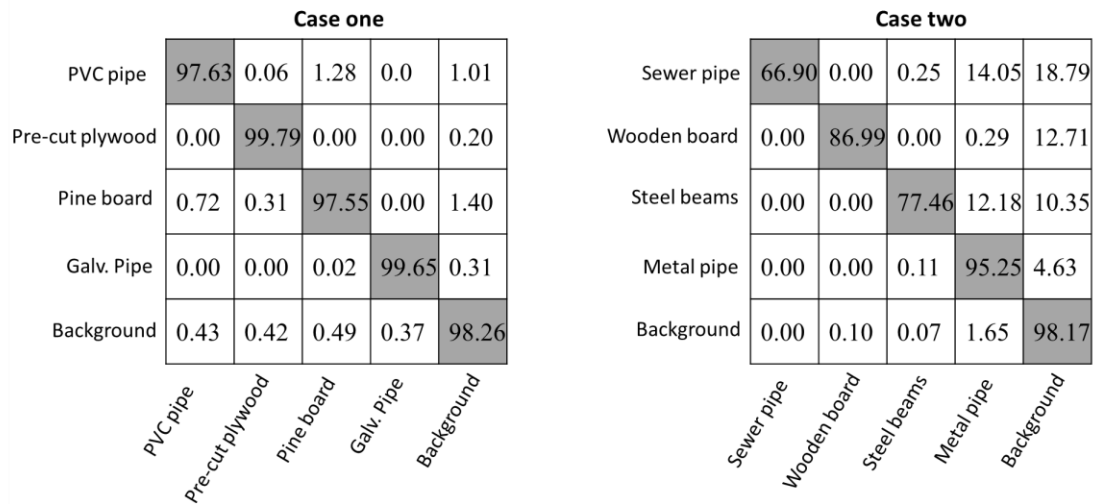 Case one
PVC pipe 97.63 0.06 1.28 0.0 1.01
Pre-cut plywood 0.00 99.79 0.00 0.00 0.20
Pine board 0.72 0.31 97.55 0.00 1.40
Galv. Pipe 0.00 0.00 0.02 99.65 0.31
Background 0.43 0.42 0.49 0.37 98.26
PVC pipe Pre-cut plywood Pine board Galv. Pipe Background
Case two
Sewer pipe 66.90 0.00 0.25 14.05 18.79
Wooden board 0.00 86.99 0.00 0.29 12.71
Steel beams 0.00 0.00 77.46 12.18 10.35
Metal pipe 0.00 0.00 0.11 95.25 4.63
Background 0.00 0.10 0.07 1.65 98.17
Sewer pipe Wooden board Steel beams Metal pipe Background